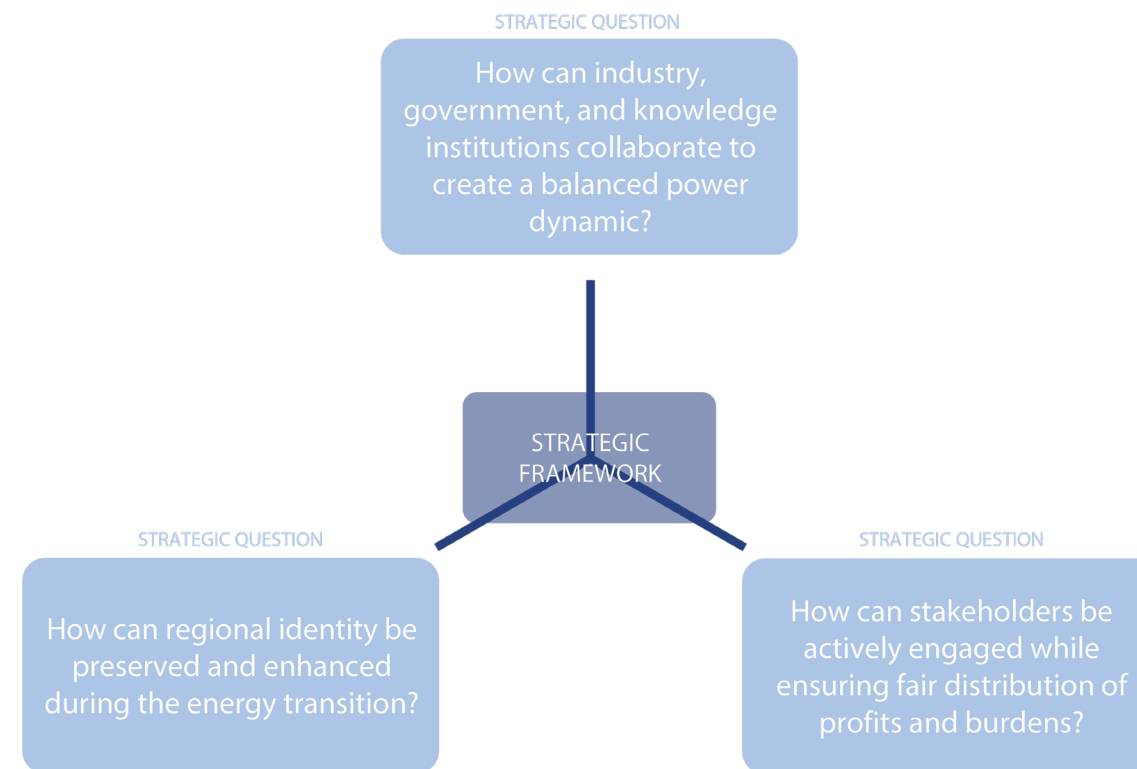 STRATEGIC QUESTION
How can industry,
government, and knowledge
institutions collaborate to
create a balanced power
dynamic?
STRATEGIC
FRAMEWORK
STRATEGIC QUESTION
How can regional identity be
preserved and enhanced
during the energy transition?
STRATEGIC QUESTION
How can stakeholders be
actively engaged while
ensuring fair distribution of
profits and burdens?